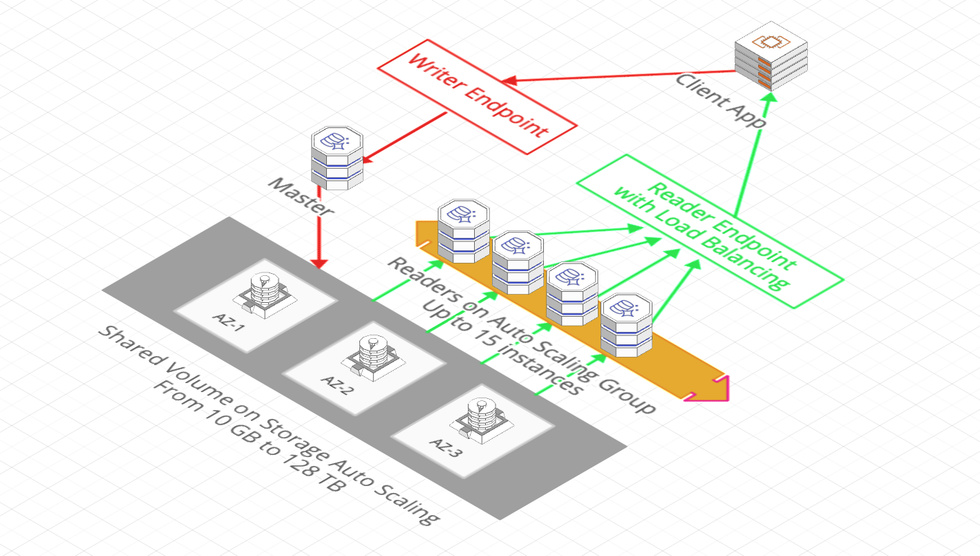 Writer Endpoint
Client App
Master
Reader Endpoint
with Load Balancing
Readers on Auto Scaling Group
Up to 15 instances
AZ-1
AZ-2
AZ-3
Shared Volume on Storage Auto Scaling
From 10 GB to 128 TB